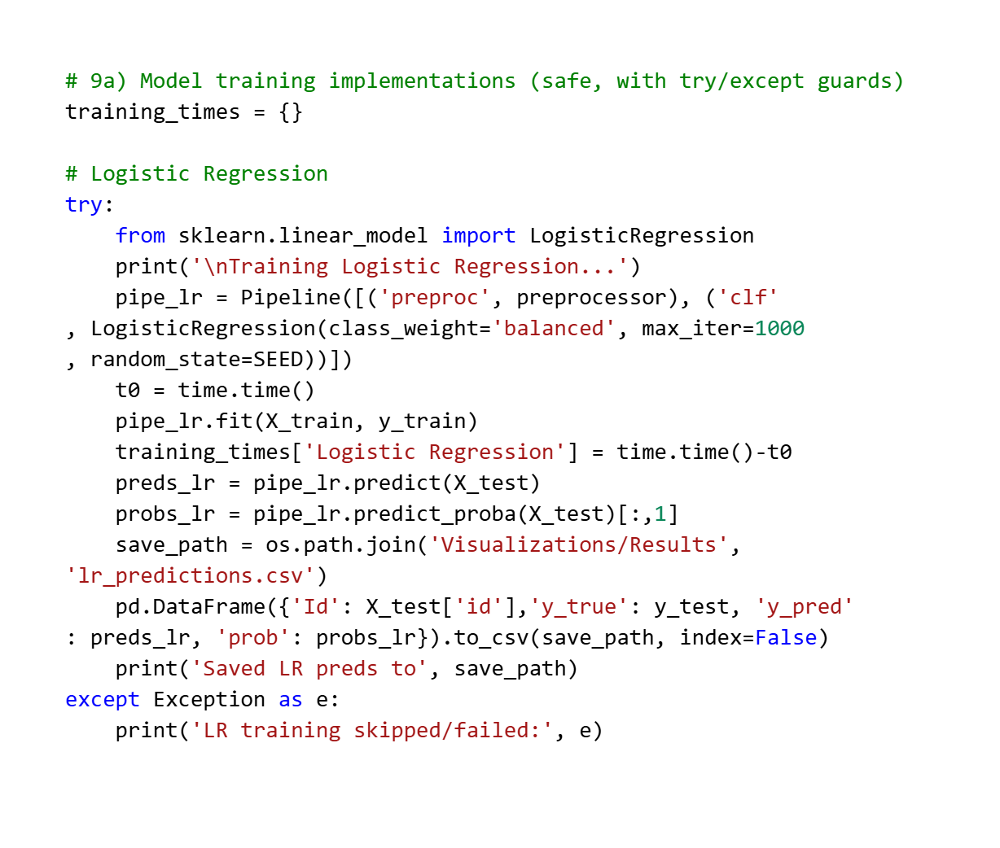 # 9a) Model training implementations (safe, with try/except guards)
training_times = {}

# Logistic Regression
try:
    from sklearn.linear_model import LogisticRegression
    print('\nTraining Logistic Regression...')
    pipe_lr = Pipeline([('preproc', preprocessor), ('clf'
, LogisticRegression(class_weight='balanced', max_iter=1000
, random_state=SEED))])
    t0 = time.time()
    pipe_lr.fit(X_train, y_train)
    training_times['Logistic Regression'] = time.time()-t0
    preds_lr = pipe_lr.predict(X_test)
    probs_lr = pipe_lr.predict_proba(X_test)[:,1]
    save_path = os.path.join('Visualizations/Results',
'lr_predictions.csv')
    pd.DataFrame({'Id': X_test['id'],'y_true': y_test, 'y_pred'
: preds_lr, 'prob': probs_lr}).to_csv(save_path, index=False)
    print('Saved LR preds to', save_path)
except Exception as e:
    print('LR training skipped/failed:', e)